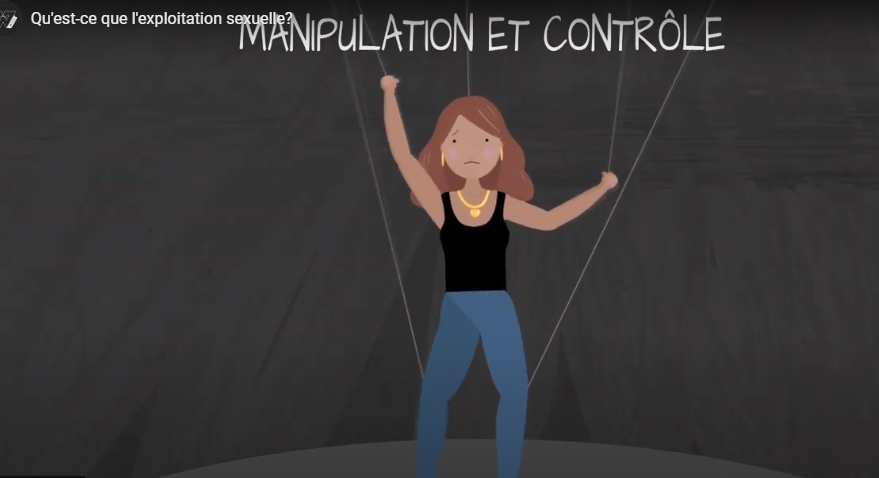 Qu'est-ce que l'exploitation sexuelle?
MANIPULATION ET CONTRÔLE